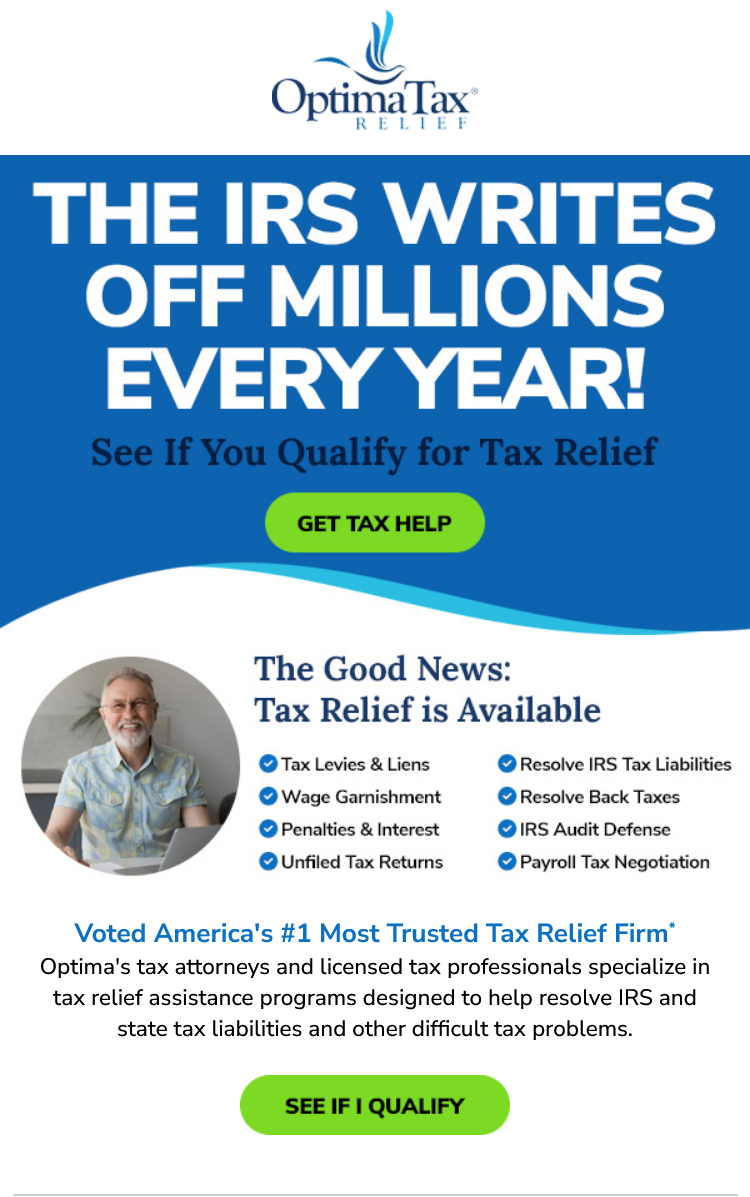 OptimaTax®
RELIEF
THE IRS WRITES
OFF MILLIONS
EVERY YEAR!
See If You Qualify for Tax Relief
GET TAX HELP
The Good News:
Tax Relief is Available
Tax Levies & Liens
Wage Garnishment
Penalties & Interest
Unfiled Tax Returns
Resolve IRS Tax Liabilities
Resolve Back Taxes
IRS Audit Defense
Payroll Tax Negotiation
Voted America's #1 Most Trusted Tax Relief Firm*
Optima's tax attorneys and licensed tax professionals specialize in
tax relief assistance programs designed to help resolve IRS and
state tax liabilities and other difficult tax problems.
SEE IF I QUALIFY